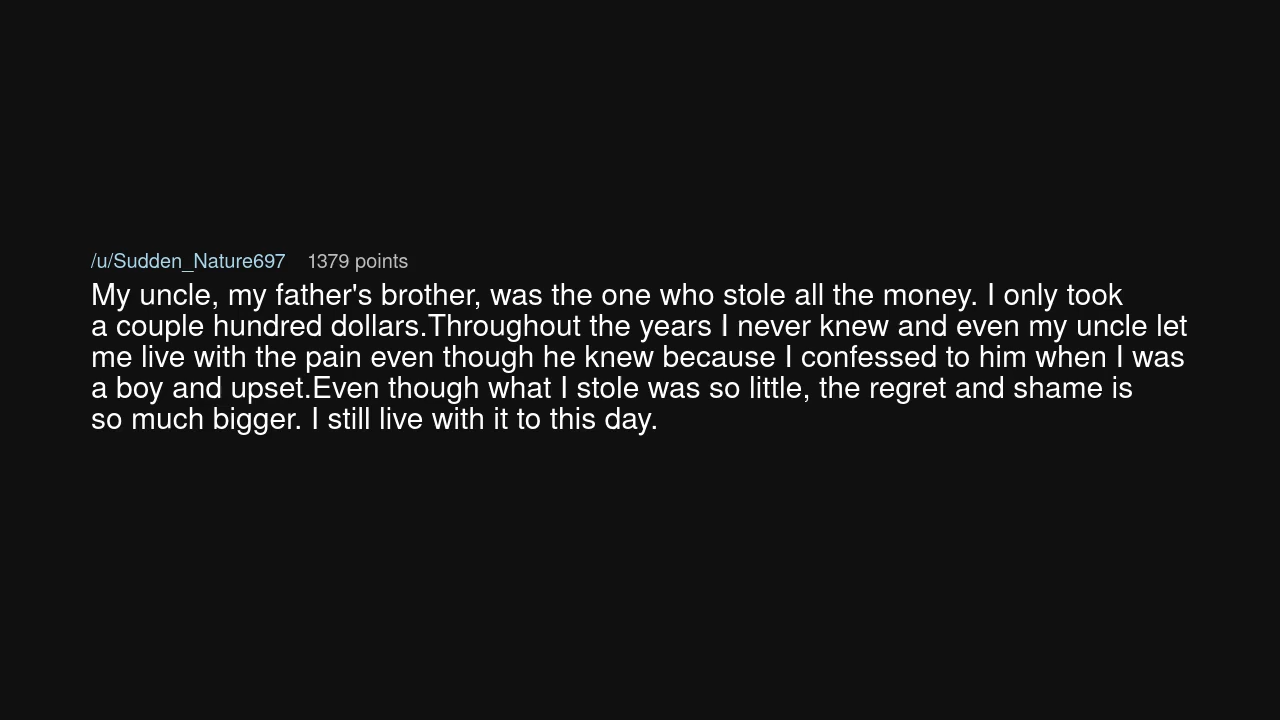 /u/Sudden_Nature697 1379 points
My uncle, my father's brother, was the one who stole all the money. I only took
a couple hundred dollars.Throughout the years I never knew and even my uncle let
me live with the pain even though he knew because I confessed to him when I was
a boy and upset.Even though what I stole was so little, the regret and shame is
so much bigger. I still live with it to this day.